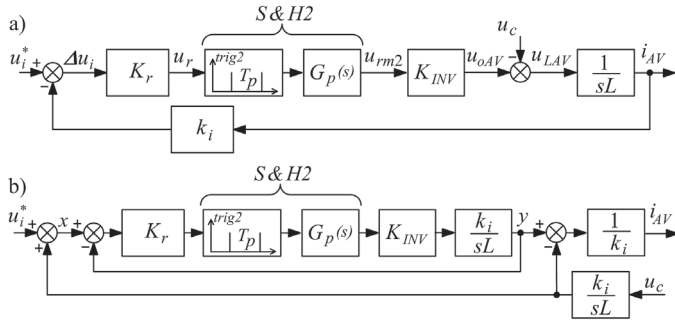 a)
S&H2
u_i^* + Δu_i K_r u_r trig2 T_p G_p(s) u_rm2 K_INV u_oAV − u_c u_LAV 1/sL i_AV
−
k_i
b)
S&H2
u_i^* + x + K_r trig2 T_p G_p(s) K_INV k_i/sL y + 1/k_i i_AV
+ − −
k_i/sL u_c